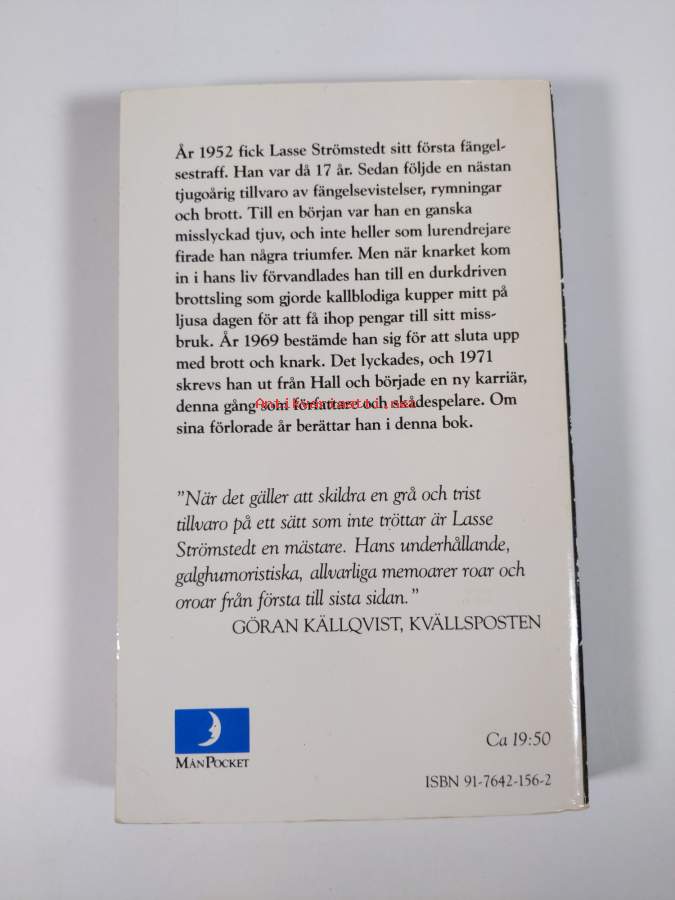 År 1952 fick Lasse Strömstedt sitt första fängel-
sestraff. Han var då 17 år. Sedan följde en nästan
tjugoårig tillvaro av fängelsevistelser, rymningar
och brott. Till en början var han en ganska
misslyckad tjuv, och inte heller som lurendrejare
firade han några triumfer. Men när knarket kom
in i hans liv förvandlades han till en durkdriven
brottsling som gjorde kallblodiga kupper mitt på
ljusa dagen för att få ihop pengar till sitt miss-
bruk. År 1969 bestämde han sig för att sluta upp
med brott och knark. Det lyckades, och 1971
skrevs han ut från Hall och började en ny karriär,
denna gång som författare och skådespelare. Om
sina förlorade år berättar han i denna bok.
"När det gäller att skildra en grå och trist
tillvaro på ett sätt som inte tröttar är Lasse
Strömstedt en mästare. Hans underhållande,
galghumoristiska, allvarliga memoarer roar och
oroar från första till sista sidan."
GÖRAN KÄLLQVIST, KVÄLLSPOSTEN
MÅNPOCKET
Ca 19:50
ISBN 91-7642-156-2